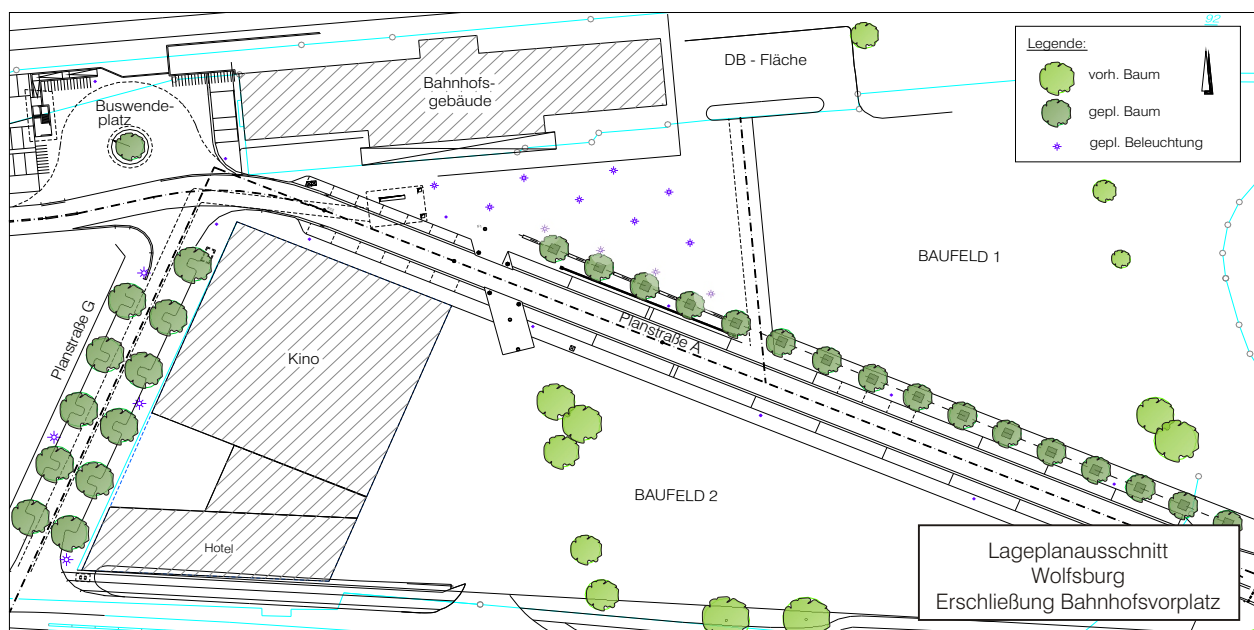 92
Legende:
vorh. Baum
gepl. Baum
gepl. Beleuchtung
DB - Fläche
Bahnhofs-
gebäude
Buswende-
platz
BAUFELD 1
Planstraße G
Planstraße A
Kino
BAUFELD 2
Hotel
Lageplanausschnitt
Wolfsburg
Erschließung Bahnhofsvorplatz